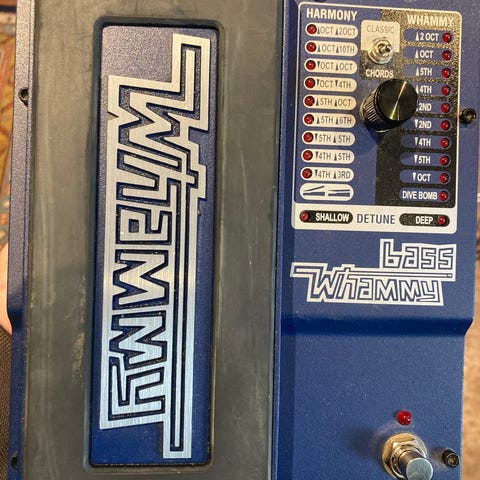 Whammy
HARMONY
WHAMMY
CLASSIC
CHORDS
▲OCT▲2OCT
▲OCT▲10TH
▼OCT▲OCT
▼OCT▲4TH
▲5TH▲OCT
▲5TH▲6TH
▼5TH▲5TH
▼4TH▲5TH
▼4TH▲3RD
▲2 OCT
▲OCT
▲5TH
▲4TH
▲2ND
▼2ND
▼4TH
▼5TH
▼OCT
DIVE BOMB
SHALLOW DETUNE DEEP
bass
Whammy